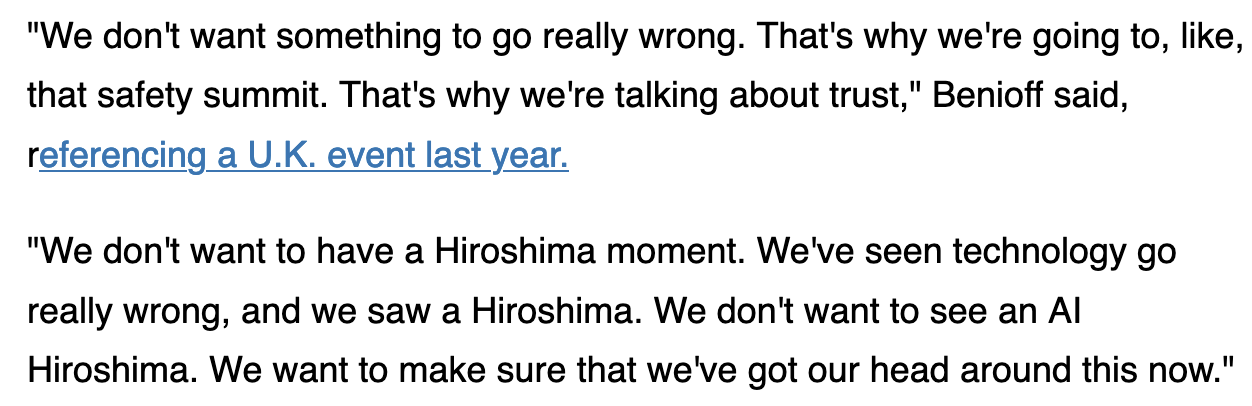 "We don't want something to go really wrong. That's why we're going to, like,
that safety summit. That's why we're talking about trust," Benioff said,
referencing a U.K. event last year.
"We don't want to have a Hiroshima moment. We've seen technology go
really wrong, and we saw a Hiroshima. We don't want to see an AI
Hiroshima. We want to make sure that we've got our head around this now."